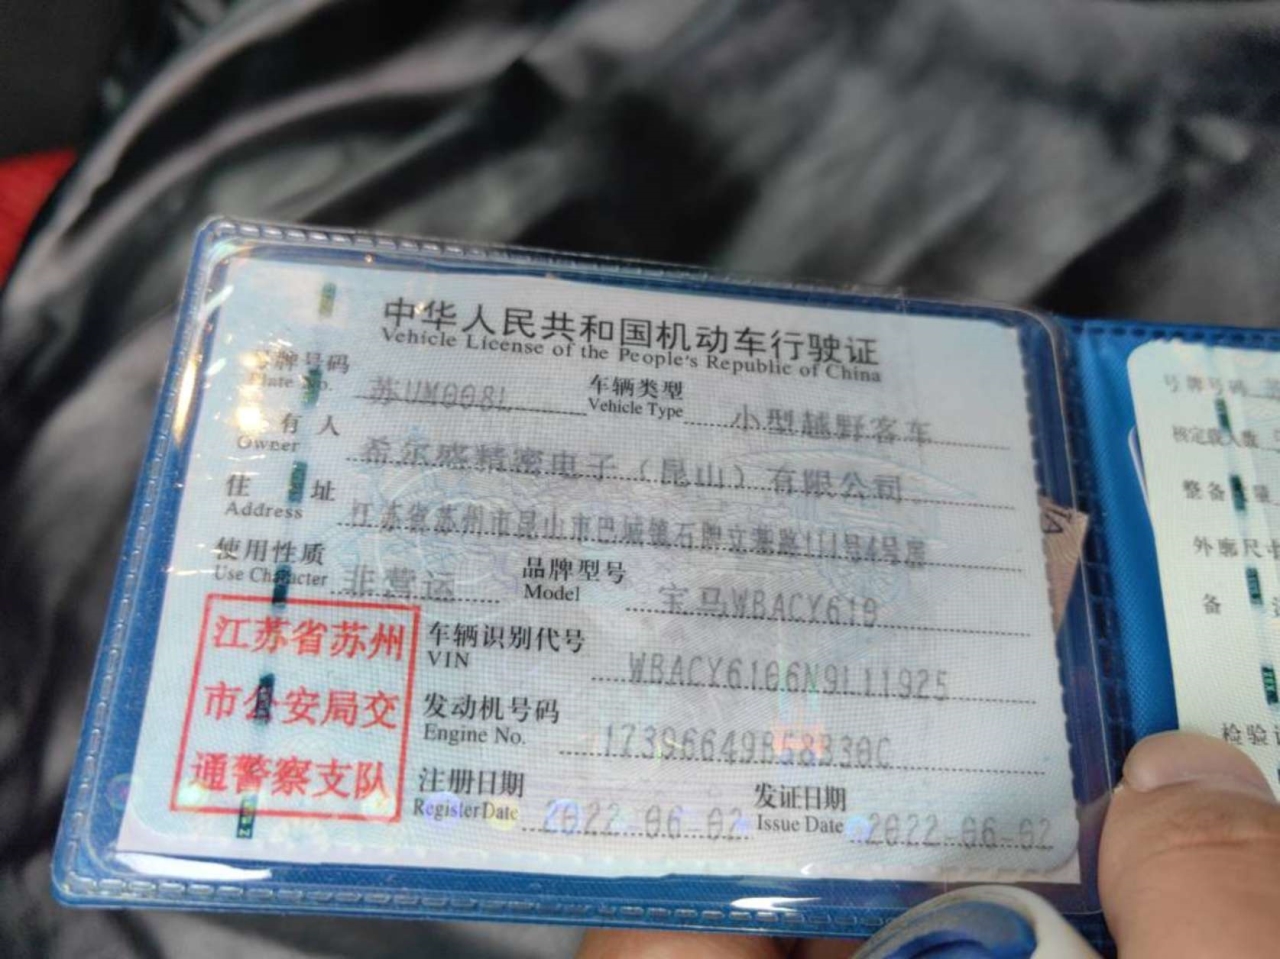 中华人民共和国机动车行驶证
Vehicle License of the People's Republic of China
号牌号码 苏UM008L 车辆类型 小型越野客车
Plate No. Vehicle Type
所有人 希尔盛精密电子（昆山）有限公司
Owner
住址 江苏省苏州市昆山市巴城镇石牌立基路111号4号房
Address
使用性质 非营运 品牌型号 宝马WBACY610
Use Character Model
江苏省苏州
市公安局交
通警察支队
车辆识别代号 WBACY6106N9L11925
VIN
发动机号码
Engine No.
注册日期 2022-06-02 发证日期 2022-06-02
Register Date Issue Date
号牌号码
核定载人数
整备质量
外廓尺寸
备
检验